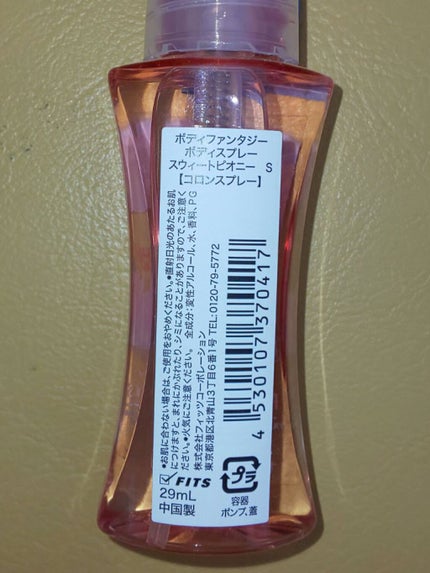 ボディファンタジー
ボディスプレー
スウィートピオニー S
【コロンスプレー】
●お肌に合わない場合は、ご使用をおやめください。●直射日光のあたるお肌
につけますと、まれにかぶれたり、シミになることがありますので、ご注意く
ださい。●火気にご注意ください。 全成分：変性アルコール、水、香料、PG
株式会社フィッツコーポレーション
東京都港区北青山3丁目6番1号 TEL:0120-79-5772
4 530107 370417
FITS
29mL
中国製
プラ
容器
ポンプ、蓋